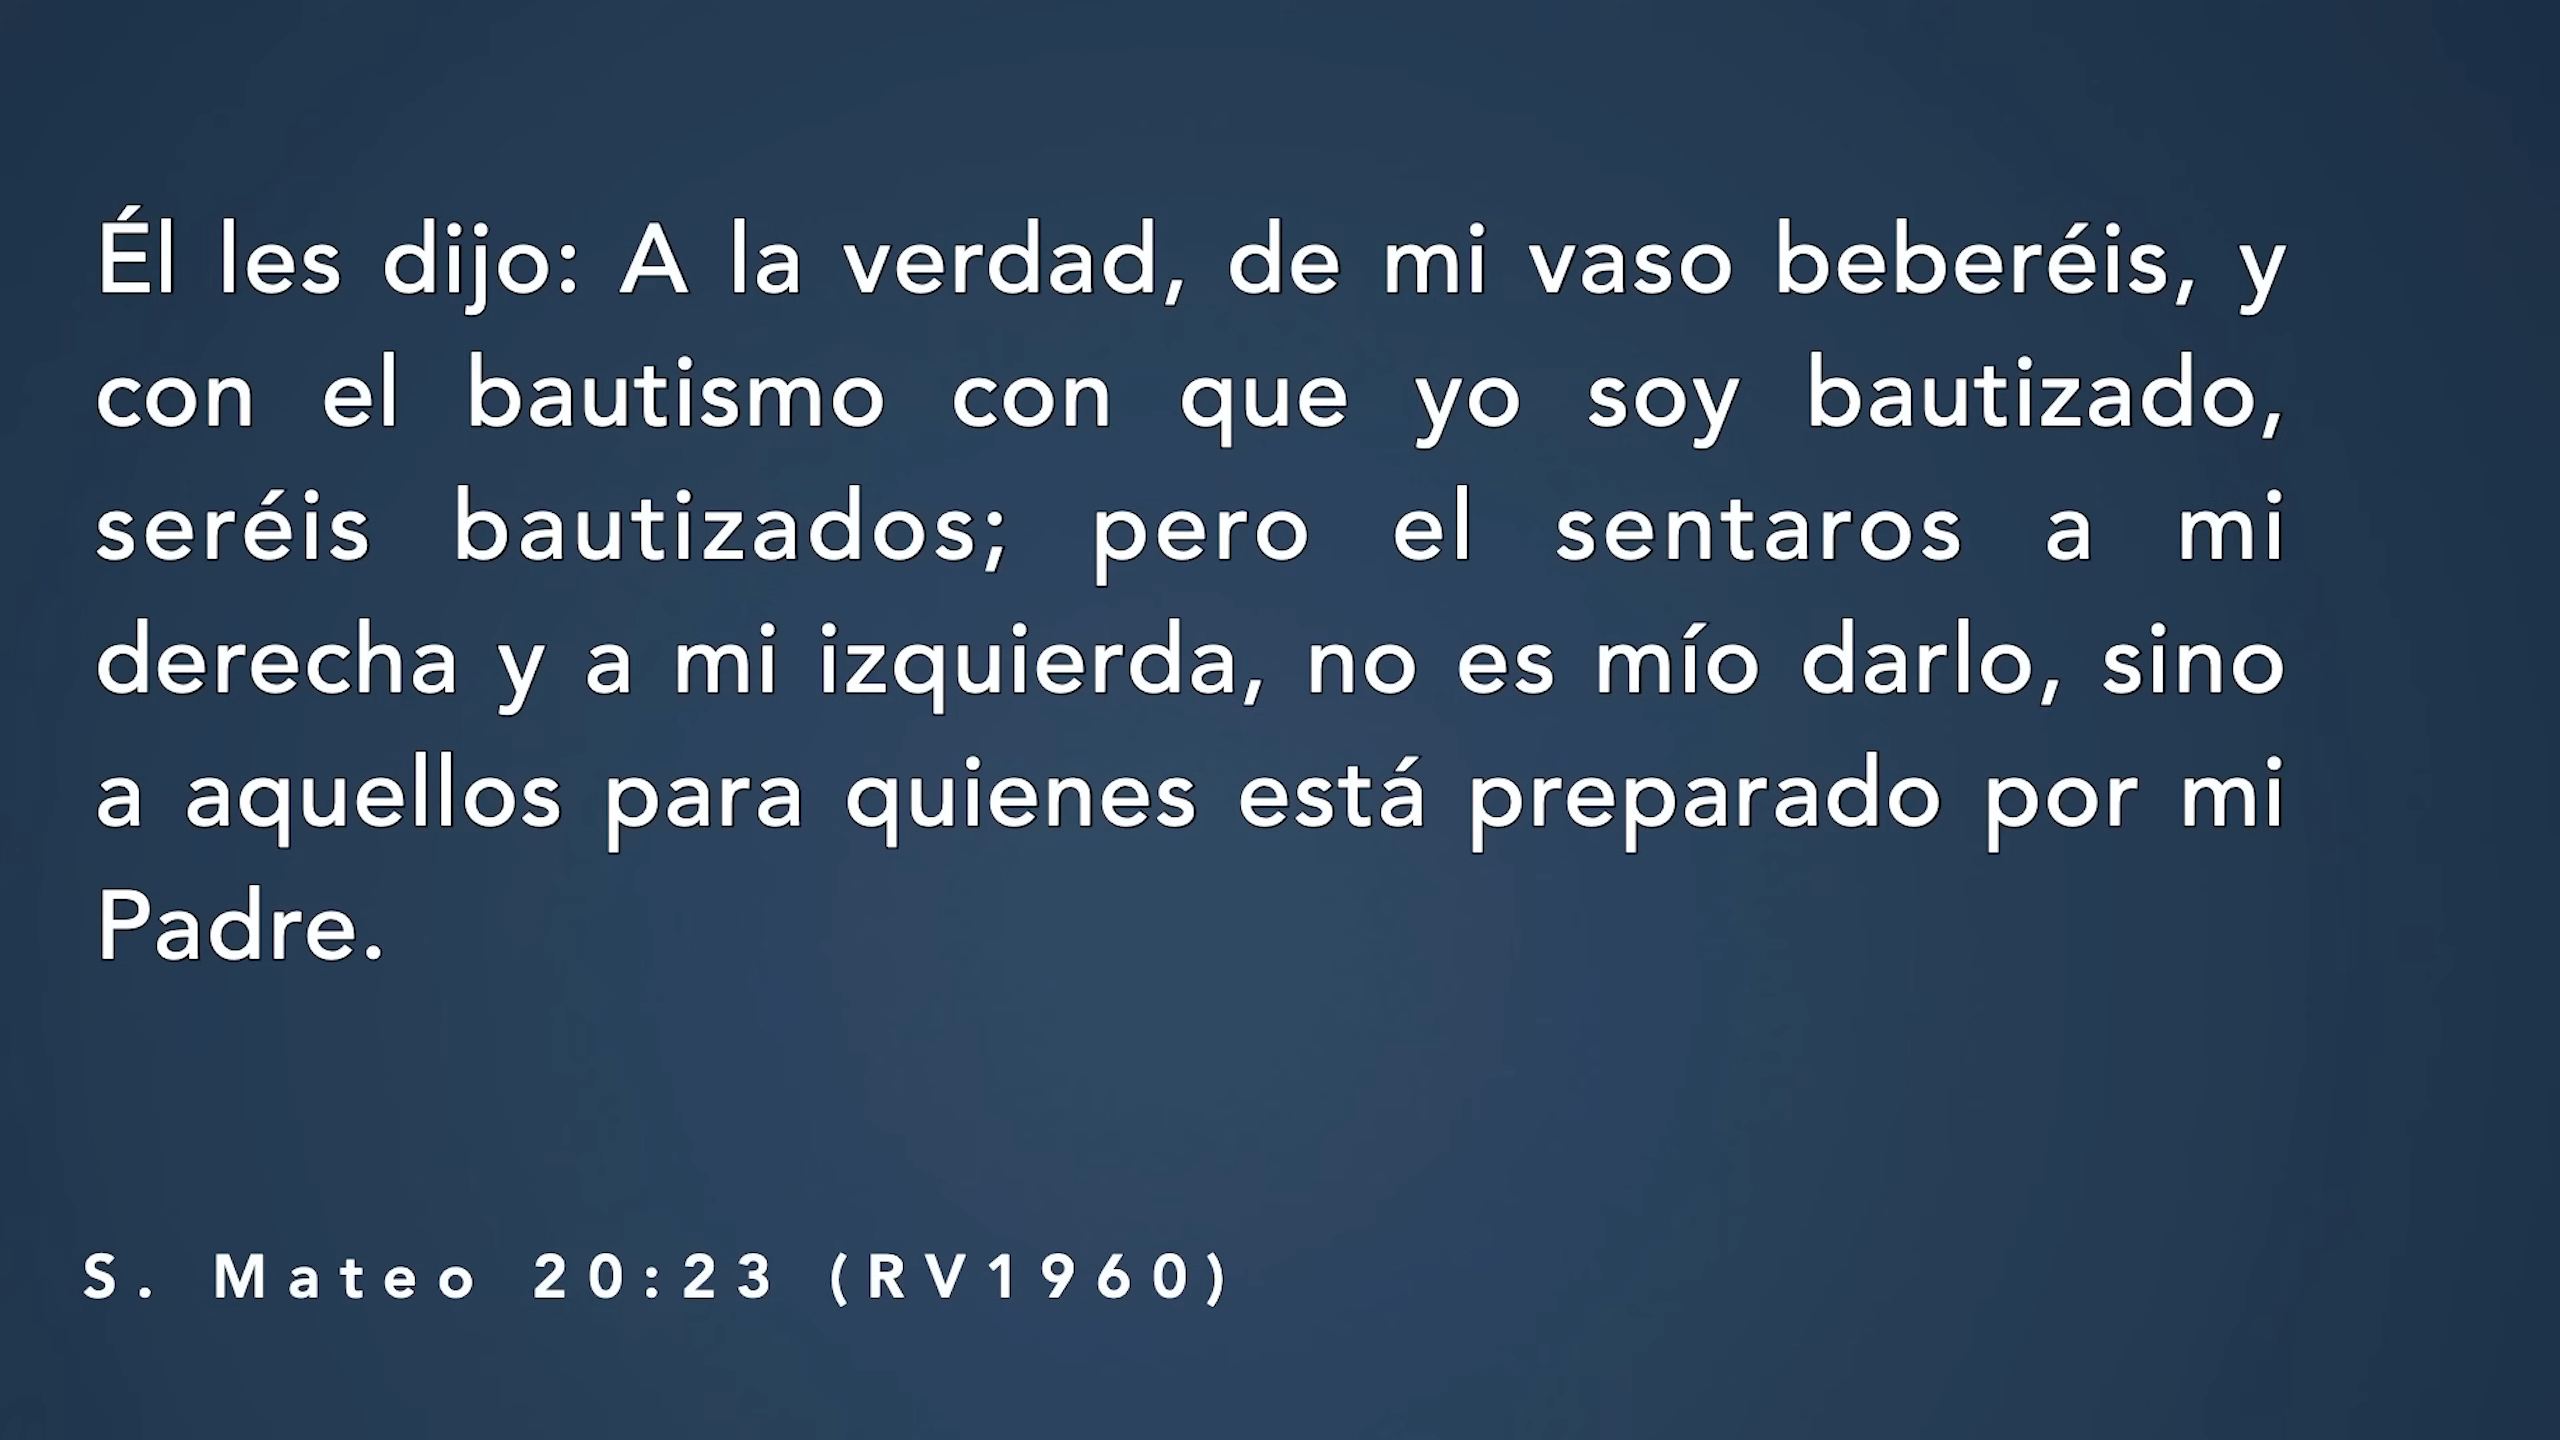 Él les dijo: A la verdad, de mi vaso beberéis, y
con el bautismo con que yo soy bautizado,
seréis bautizados; pero el sentaros a mi
derecha y a mi izquierda, no es mío darlo, sino
a aquellos para quienes está preparado por mi
Padre.
S. Mateo 20:23 (RV1960)